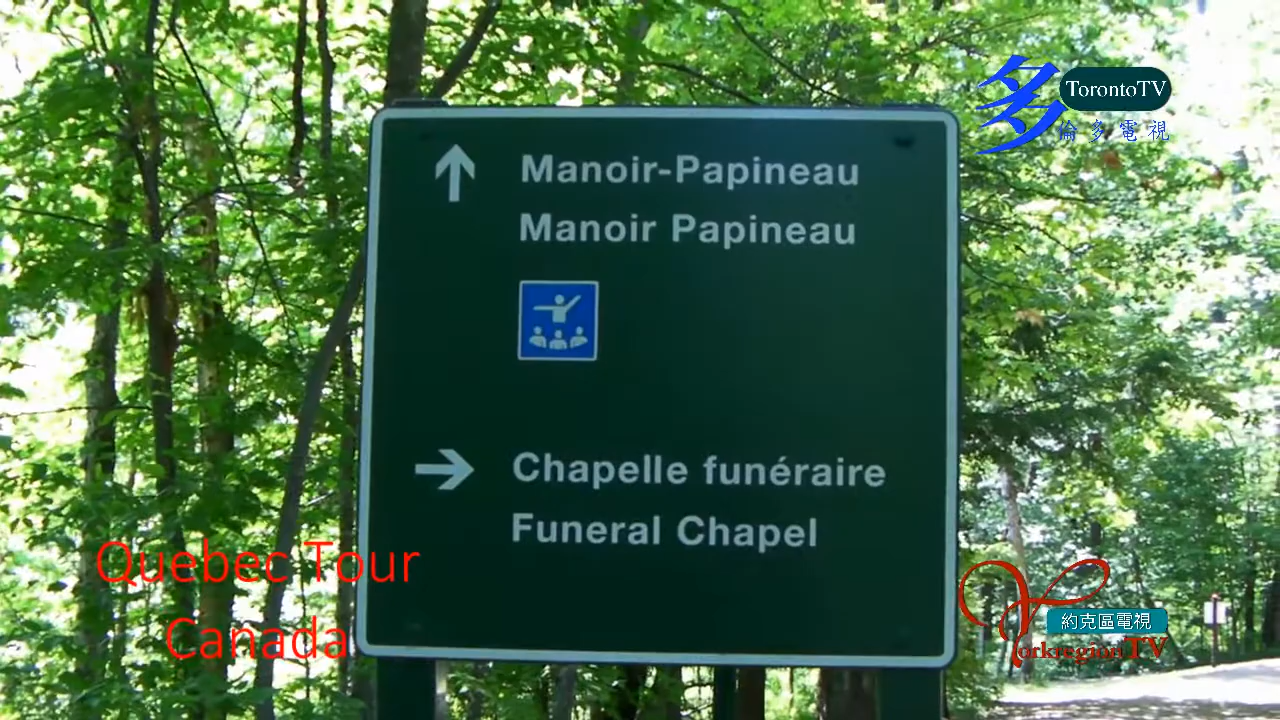 多 TorontoTV
倫多電視
Manoir-Papineau
Manoir Papineau
Chapelle funéraire
Funeral Chapel
Quebec Tour
Canada
約克區電視
YorkregionTV